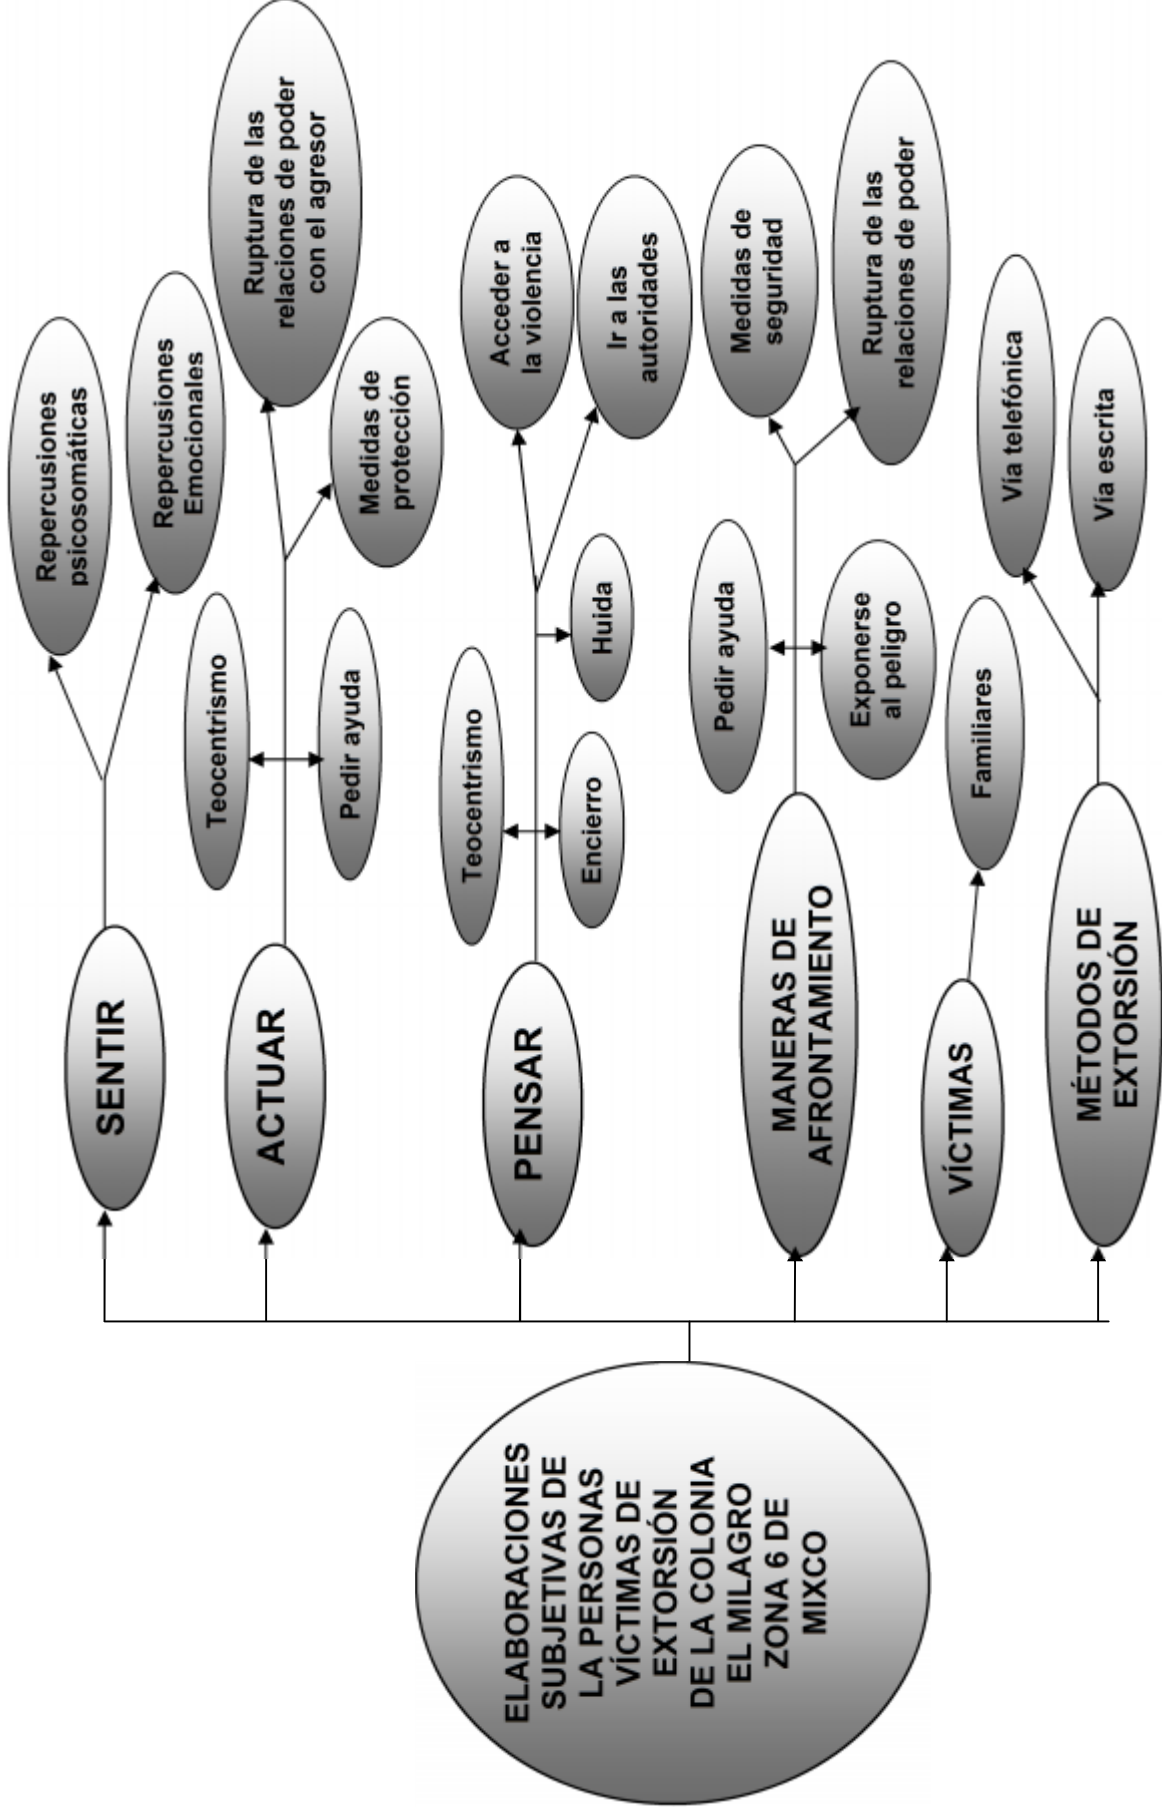 ELABORACIONES
SUBJETIVAS DE
LA PERSONAS
VÍCTIMAS DE
EXTORSIÓN
DE LA COLONIA
EL MILAGRO
ZONA 6 DE
MIXCO
SENTIR
Repercusiones
psicosomáticas
Repercusiones
Emocionales
ACTUAR
Teocentrismo
Pedir ayuda
Ruptura de las
relaciones de poder
con el agresor
Medidas de
protección
PENSAR
Teocentrismo
Encierro
Huida
Acceder a
la violencia
Ir a las
autoridades
MANERAS DE
AFRONTAMIENTO
Pedir ayuda
Exponerse
al peligro
Medidas de
seguridad
Ruptura de las
relaciones de poder
VÍCTIMAS
Familiares
MÉTODOS DE
EXTORSIÓN
Vía telefónica
Vía escrita